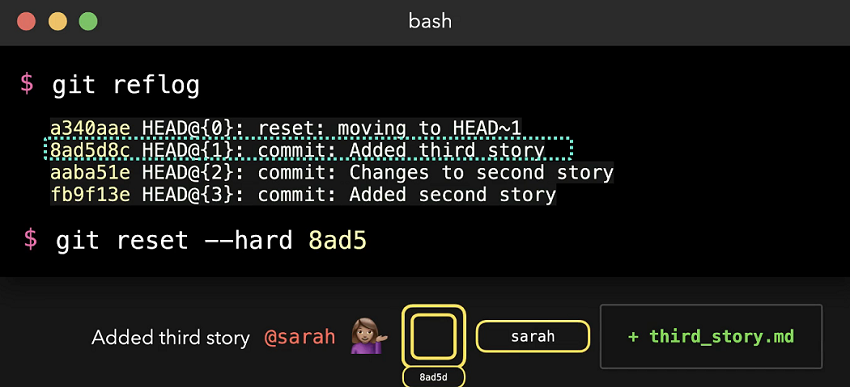 bash
$ git reflog
a340aae HEAD@{0}: reset: moving to HEAD~1
8ad5d8c HEAD@{1}: commit: Added third story
aaba51e HEAD@{2}: commit: Changes to second story
fb9f13e HEAD@{3}: commit: Added second story
$ git reset --hard 8ad5
Added third story @sarah sarah + third_story.md
8ad5d